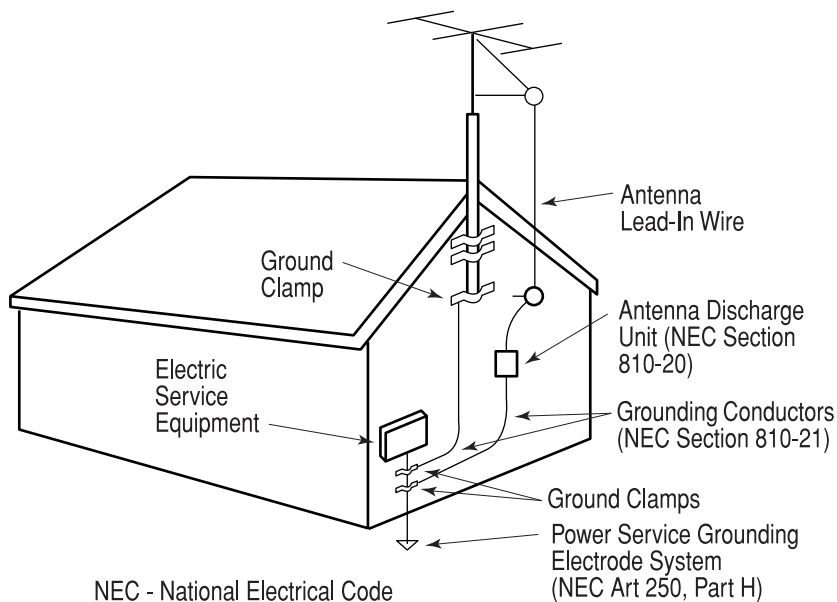 Antenna
Lead-In Wire
Ground
Clamp
Antenna Discharge
Unit (NEC Section
810-20)
Electric
Service
Equipment
Grounding Conductors
(NEC Section 810-21)
Ground Clamps
Power Service Grounding
Electrode System
(NEC Art 250, Part H)
NEC - National Electrical Code